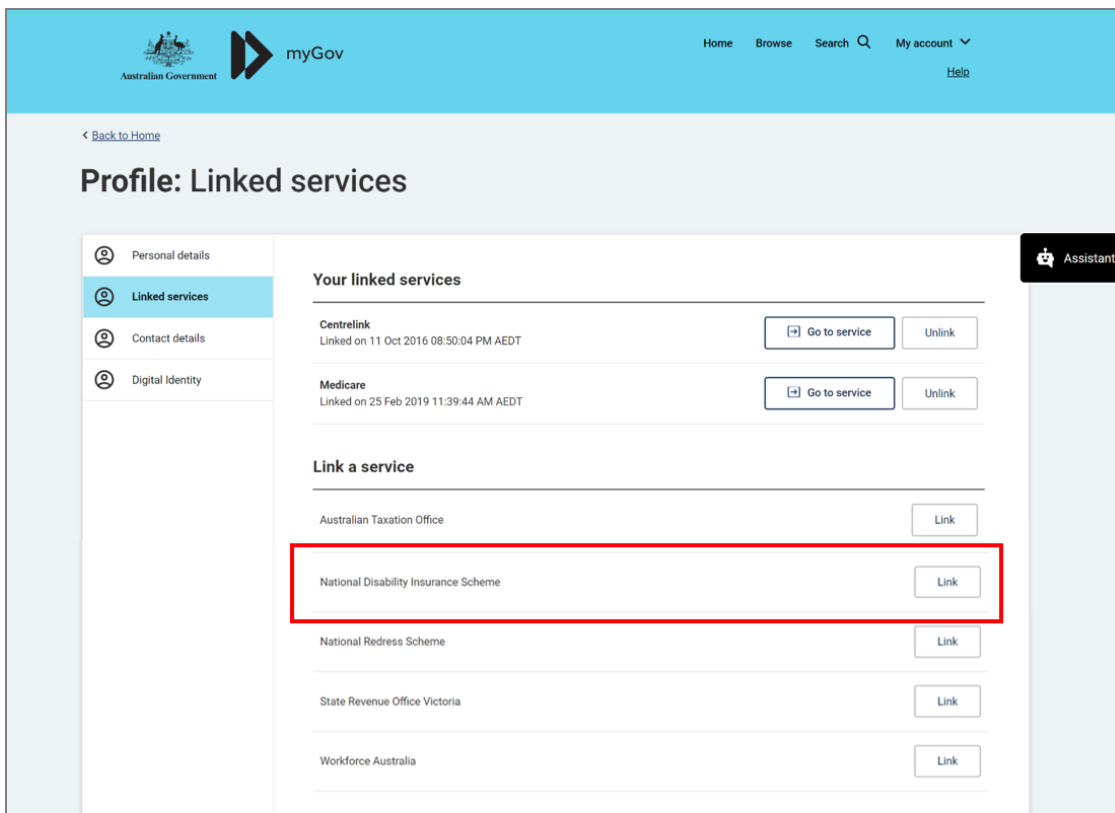 Home Browse Search My account
myGov
Australian Government
Help
Back to Home
Profile: Linked services
Personal details
Linked services
Contact details
Digital Identity
Assistant
Your linked services
Centrelink
Linked on 11 Oct 2016 08:50:04 PM AEDT
Go to service Unlink
Medicare
Linked on 25 Feb 2019 11:39:44 AM AEDT
Go to service Unlink
Link a service
Australian Taxation Office Link
National Disability Insurance Scheme Link
National Redress Scheme Link
State Revenue Office Victoria Link
Workforce Australia Link